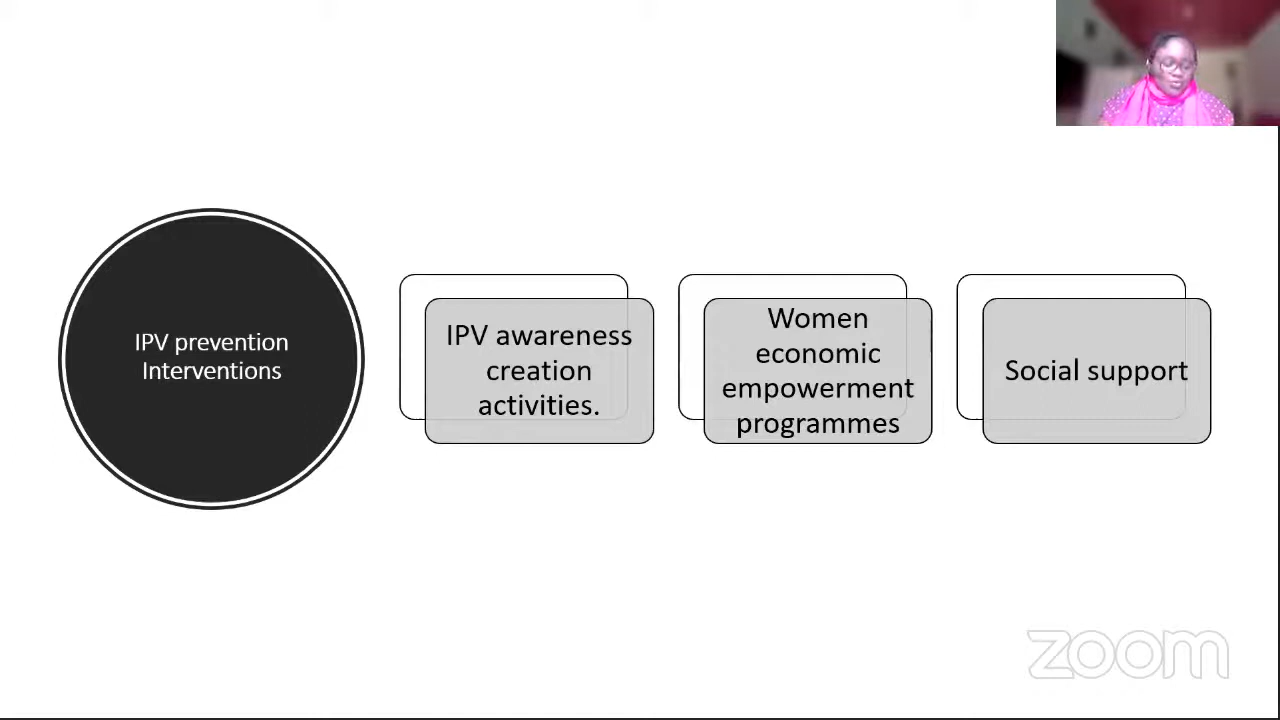 IPV prevention
Interventions
IPV awareness
creation
activities.
Women
economic
empowerment
programmes
Social support
zoom